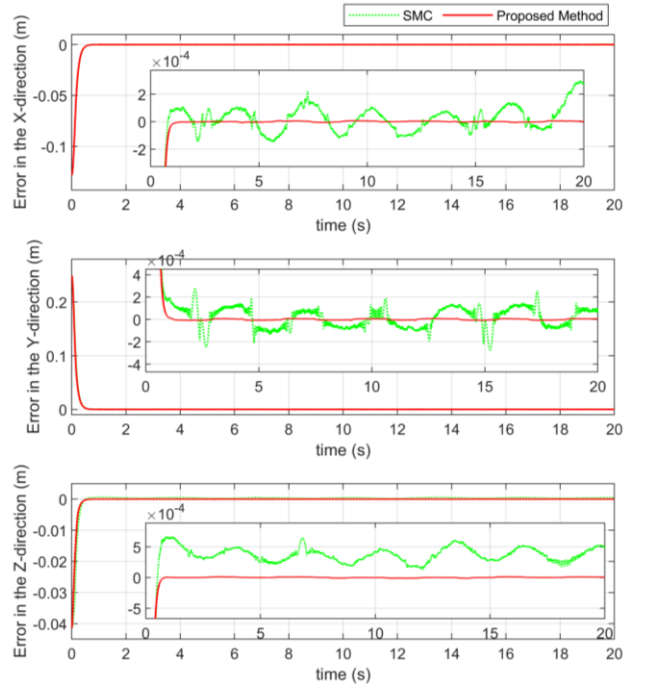 SMC Proposed Method
Error in the X-direction (m)
0
-0.05
-0.1
×10-4
2
0
-2
0 5 10 15 20
0 2 4 6 8 10 12 14 16 18 20
time (s)
Error in the Y-direction (m)
0.2
0.1
0
×10-4
4
2
0
-2
-4
0 5 10 15 20
0 2 4 6 8 10 12 14 16 18 20
time (s)
Error in the Z-direction (m)
0
-0.01
-0.02
-0.03
-0.04
×10-4
5
0
-5
0 5 10 15 20
0 2 4 6 8 10 12 14 16 18 20
time (s)